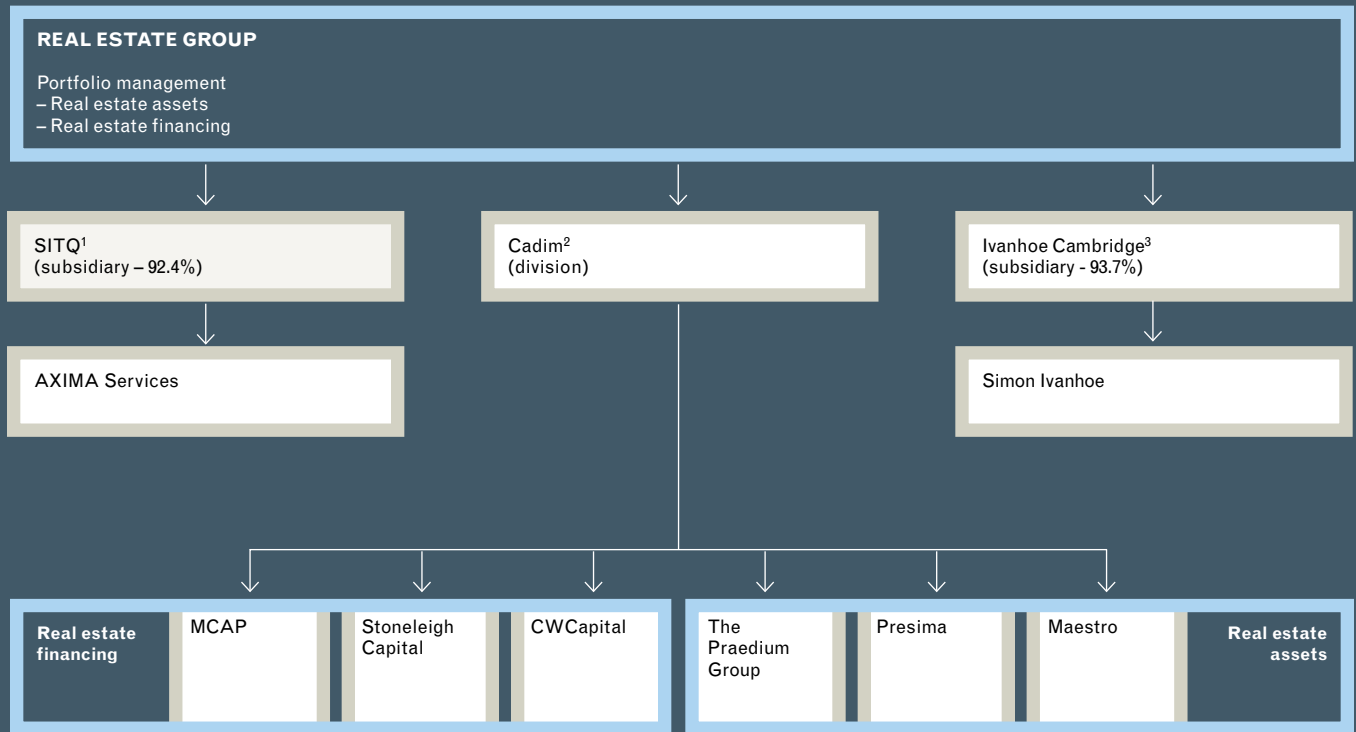 REAL ESTATE GROUP
Portfolio management
– Real estate assets
– Real estate financing
SITQ¹
(subsidiary – 92.4%)
Cadim²
(division)
Ivanhoe Cambridge³
(subsidiary - 93.7%)
AXIMA Services
Simon Ivanhoe
Real estate
financing
MCAP
Stoneleigh
Capital
CWCapital
The
Praedium
Group
Presima
Maestro
Real estate
assets